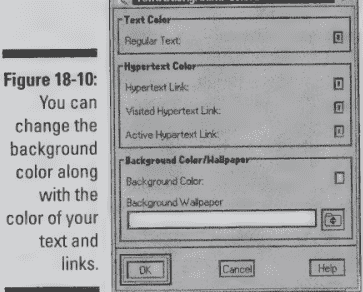 Text Color
Regular Text:
Hypertext Color
Hypertext Link:
Visited Hypertext Link:
Active Hypertext Link:
Background Color/Wallpaper
Background Color:
Background Wallpaper
OK
Cancel
Help
Figure 18-10:
You can
change the
background
color along
with the
color of your
text and
links.